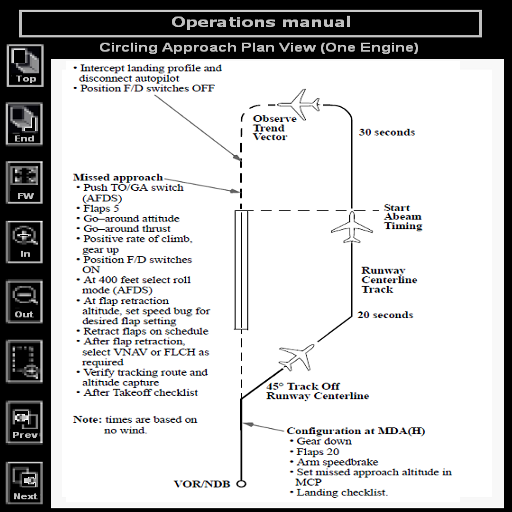 Operations manual
Circling Approach Plan View (One Engine)
Top
End
FW
In
Out
Prev
Next
• Intercept landing profile and
disconnect autopilot
• Position F/D switches OFF
Observe
Trend
Vector
30 seconds
Missed approach
• Push TO/GA switch
(AFDS)
• Flaps 5
• Go–around attitude
• Go–around thrust
• Positive rate of climb,
gear up
• Position F/D switches
ON
• At 400 feet select roll
mode (AFDS)
• At flap retraction
altitude, set speed bug for
desired flap setting
• Retract flaps on schedule
• After flap retraction,
select VNAV or FLCH as
required
• Verify tracking route and
altitude capture
• After Takeoff checklist
Start
Abeam
Timing
Runway
Centerline
Track
20 seconds
45° Track Off
Runway Centerline
Note: times are based on
no wind.
Configuration at MDA(H)
• Gear down
• Flaps 20
• Arm speedbrake
• Set missed approach altitude in
MCP
• Landing checklist.
VOR/NDB